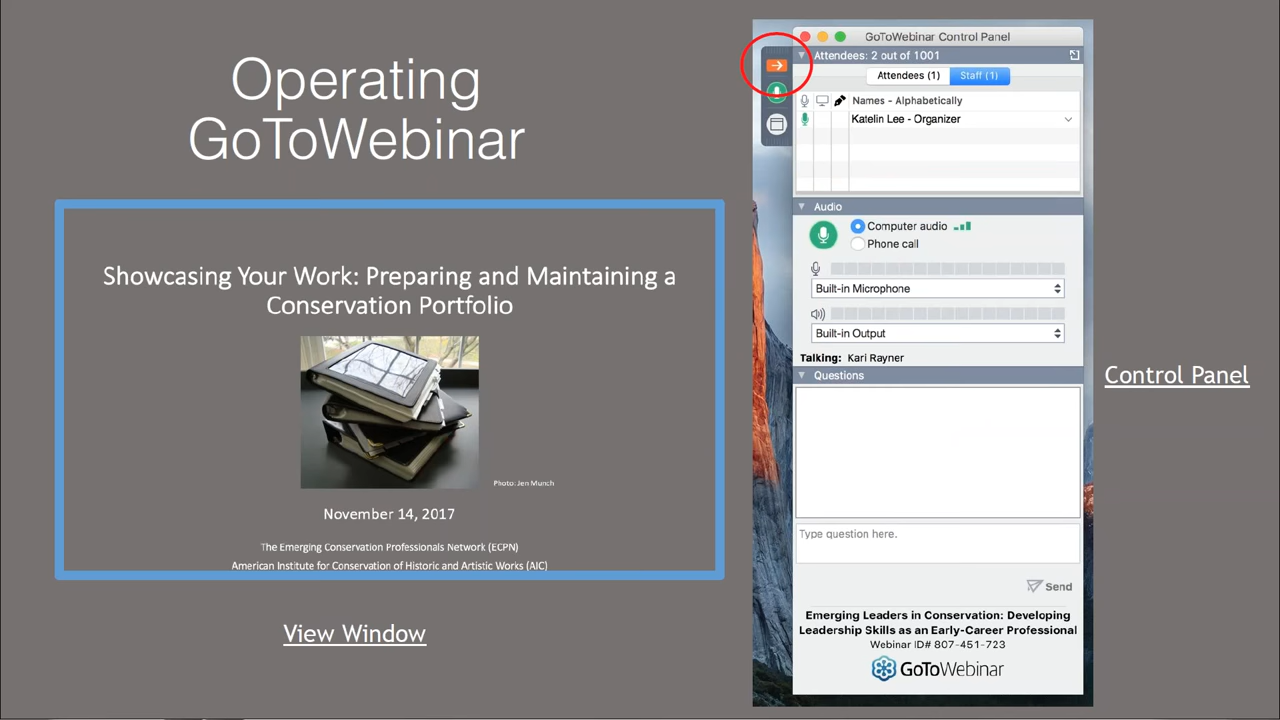 Operating
GoToWebinar
Showcasing Your Work: Preparing and Maintaining a
Conservation Portfolio
Photo: Jen Munch
November 14, 2017
The Emerging Conservation Professionals Network (ECPN)
American Institute for Conservation of Historic and Artistic Works (AIC)
View Window
GoToWebinar Control Panel
Attendees: 2 out of 1001
Attendees (1)
Staff (1)
Names - Alphabetically
Katelin Lee - Organizer
Audio
Computer audio
Phone call
Built-in Microphone
Built-in Output
Talking: Kari Rayner
Questions
Type question here.
Send
Emerging Leaders in Conservation: Developing
Leadership Skills as an Early-Career Professional
Webinar ID# 807-451-723
GoToWebinar
Control Panel